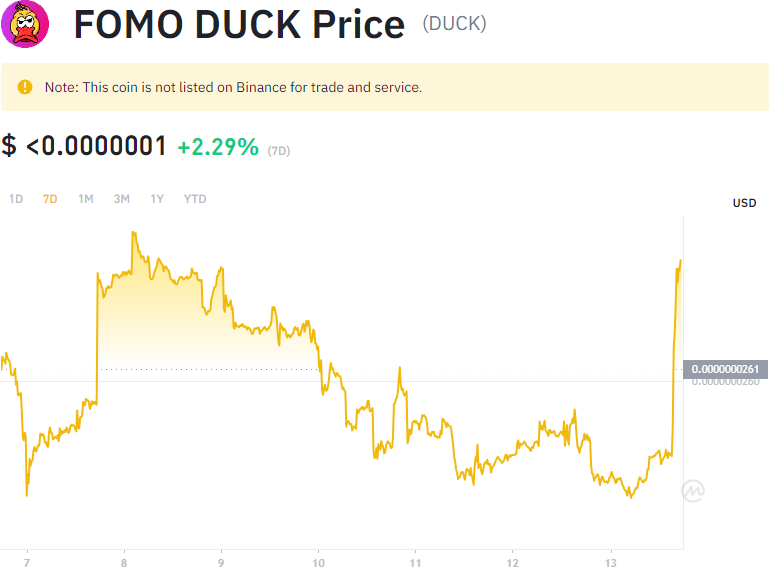 FOMO DUCK Price (DUCK)
Note: This coin is not listed on Binance for trade and service.
$ <0.0000001 +2.29% (7D)
1D 7D 1M 3M 1Y YTD
USD
0.0000000261
0.0000000260
7 8 9 10 11 12 13